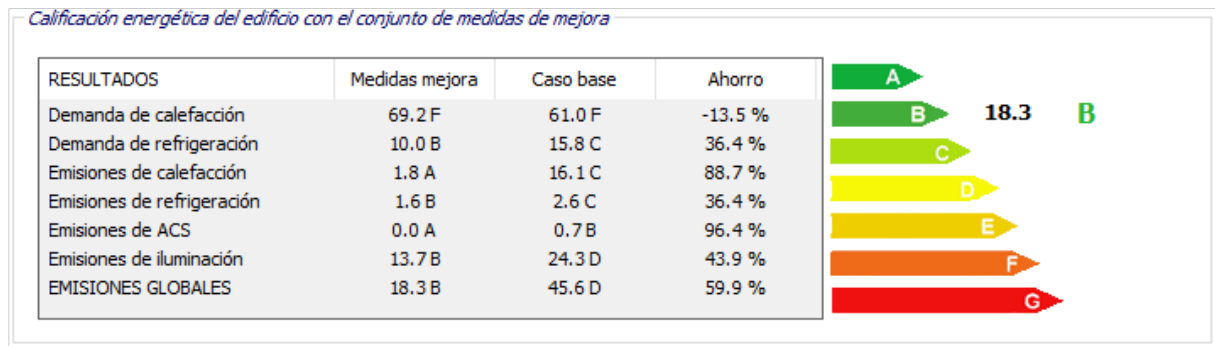 Calificación energética del edificio con el conjunto de medidas de mejora
RESULTADOS Medidas mejora Caso base Ahorro
Demanda de calefacción 69.2 F 61.0 F -13.5 %
Demanda de refrigeración 10.0 B 15.8 C 36.4 %
Emisiones de calefacción 1.8 A 16.1 C 88.7 %
Emisiones de refrigeración 1.6 B 2.6 C 36.4 %
Emisiones de ACS 0.0 A 0.7 B 96.4 %
Emisiones de iluminación 13.7 B 24.3 D 43.9 %
EMISIONES GLOBALES 18.3 B 45.6 D 59.9 %
A
B 18.3 B
C
D
E
F
G